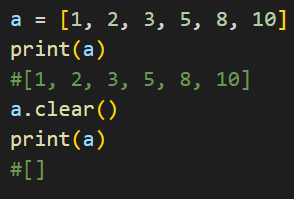 a = [1, 2, 3, 5, 8, 10]
print(a)
#[1, 2, 3, 5, 8, 10]
a.clear()
print(a)
#[]